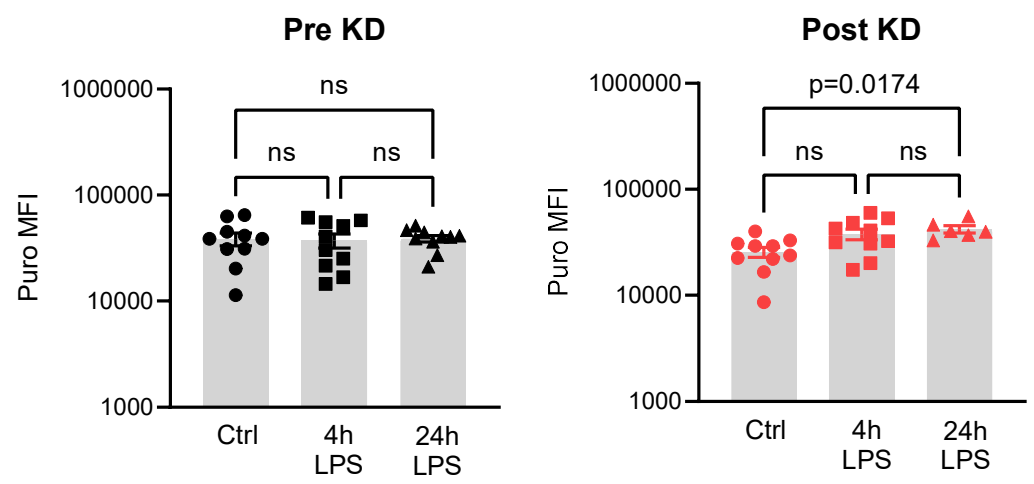 Pre KD
Puro MFI
1000000
100000
10000
1000
ns
ns
ns
Ctrl
4h
LPS
24h
LPS
Post KD
Puro MFI
1000000
100000
10000
1000
p=0.0174
ns
ns
Ctrl
4h
LPS
24h
LPS